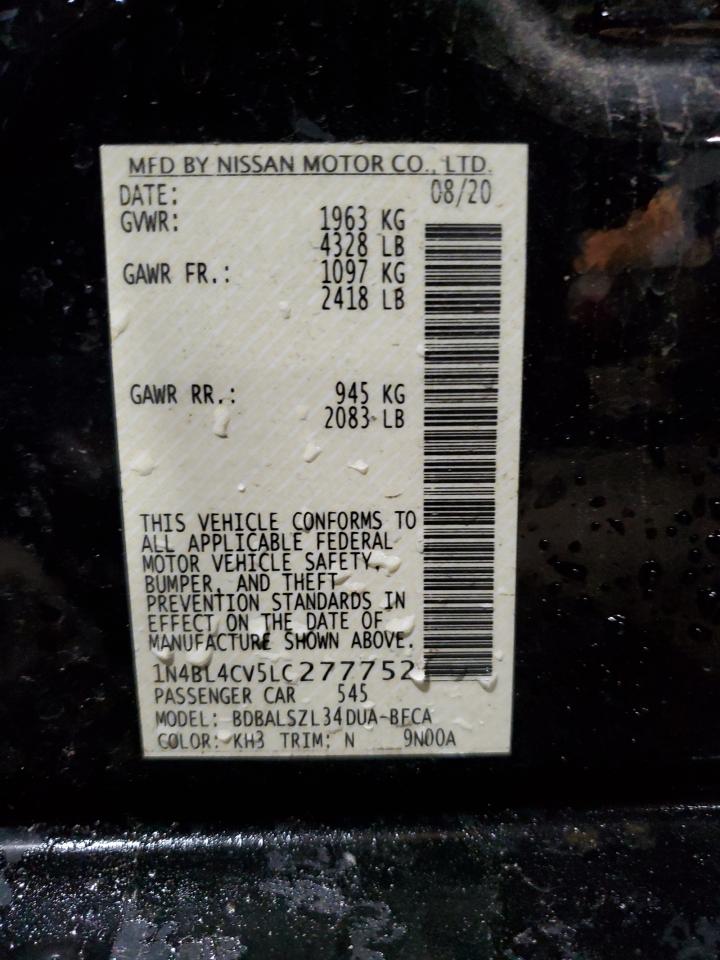 MFD BY NISSAN MOTOR CO., LTD.
DATE: 08/20
GVWR: 1963 KG
4328 LB
GAWR FR.: 1097 KG
2418 LB
GAWR RR.: 945 KG
2083 LB
THIS VEHICLE CONFORMS TO
ALL APPLICABLE FEDERAL
MOTOR VEHICLE SAFETY,
BUMPER, AND THEFT
PREVENTION STANDARDS IN
EFFECT ON THE DATE OF
MANUFACTURE SHOWN ABOVE.
1N4BL4CV5LC277752
PASSENGER CAR 545
MODEL: BDBALSZL34DUA-BFCA
COLOR: KH3 TRIM: N 9N00A